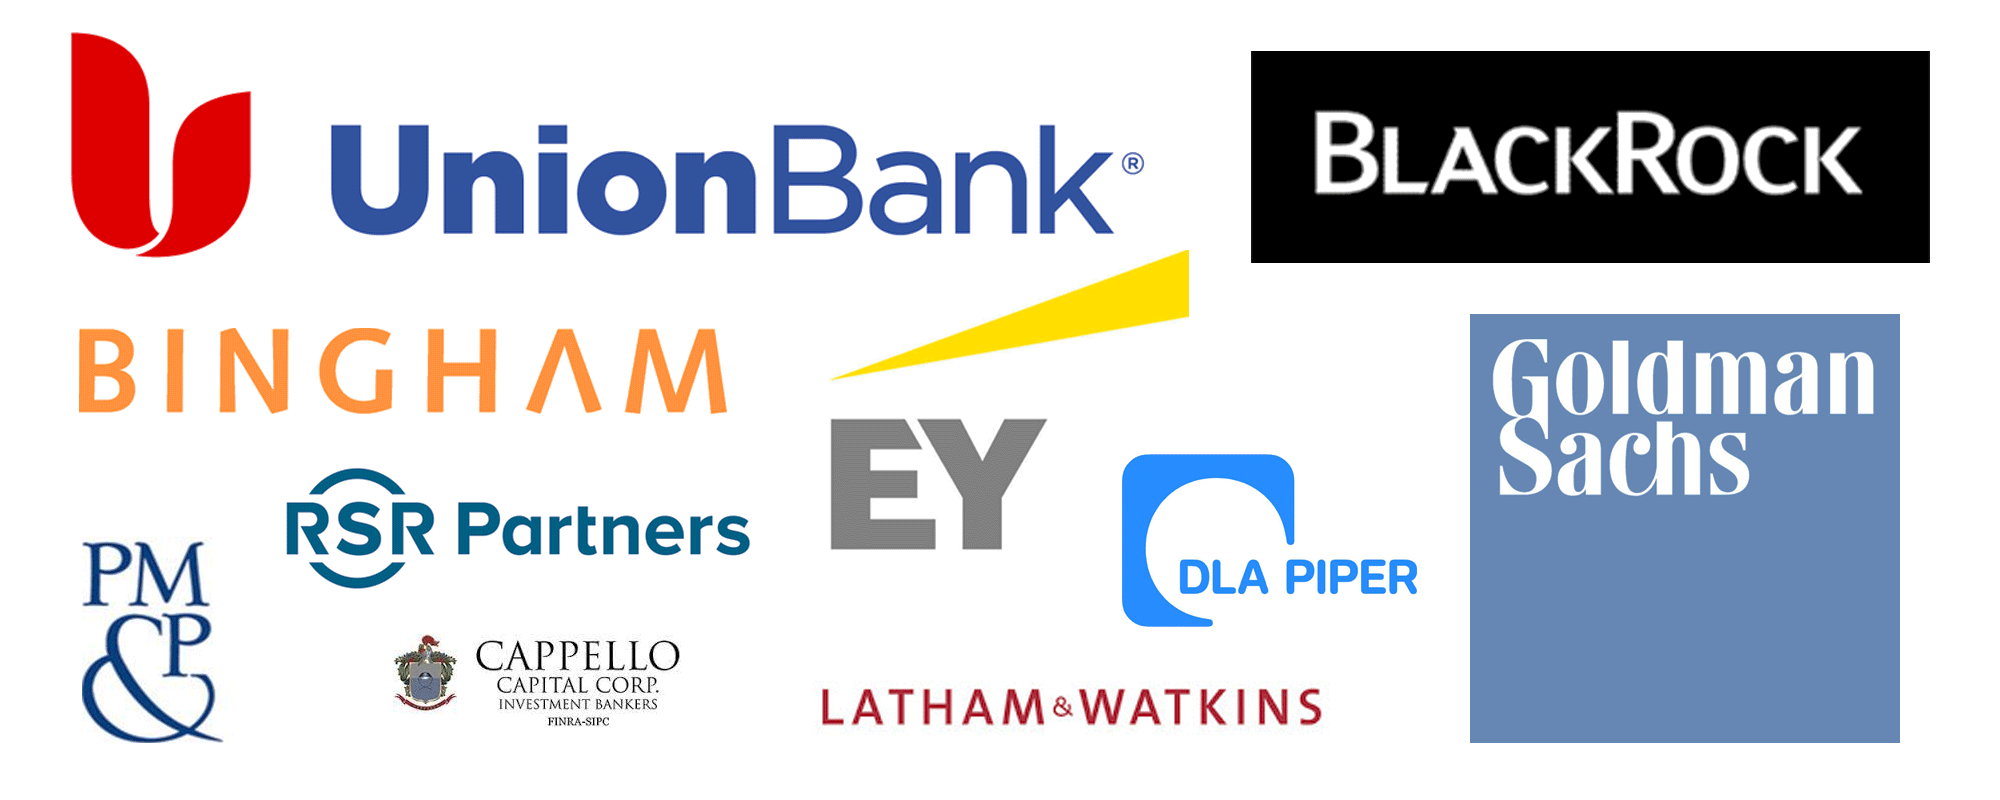 UnionBank®
BLACKROCK
BINGHAM
EY
Goldman
Sachs
RSR Partners
DLA PIPER
PM
&P
CAPPELLO
CAPITAL CORP.
INVESTMENT BANKERS
FINRA-SIPC
LATHAM&WATKINS